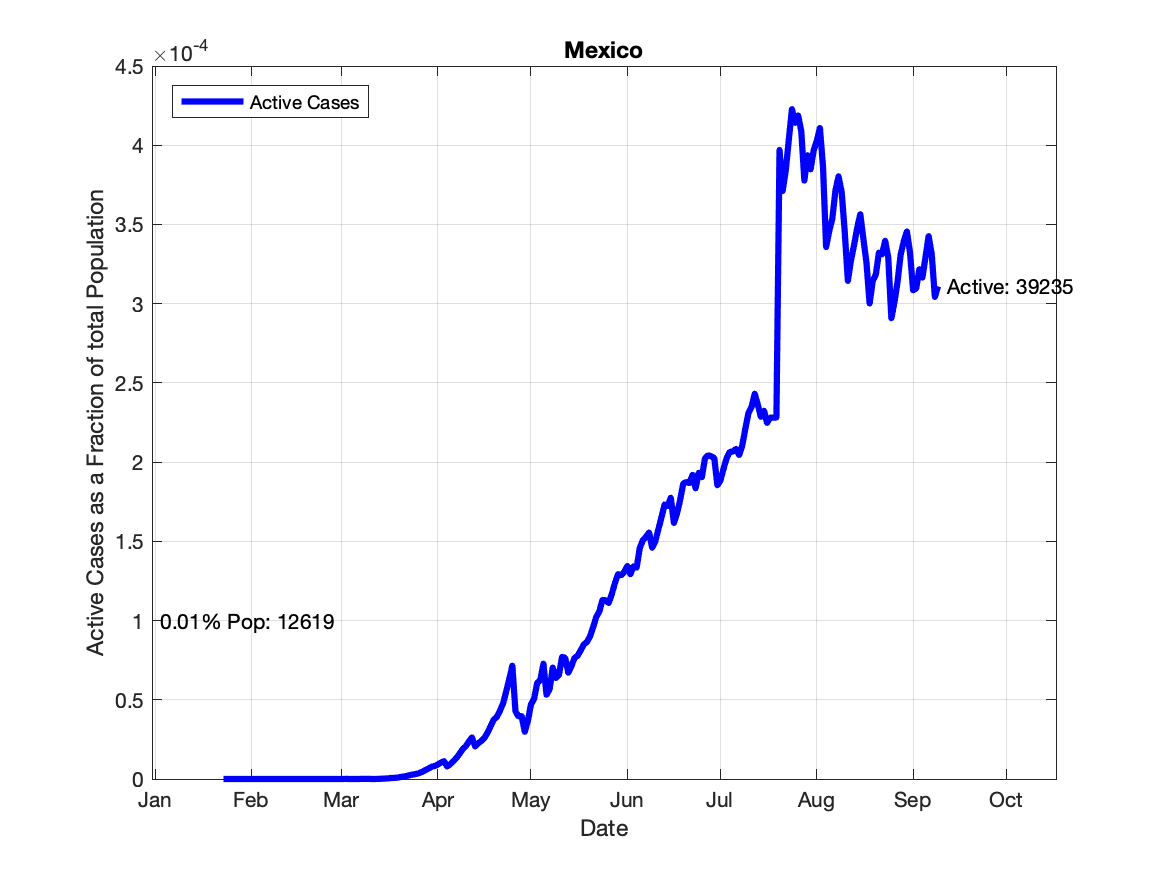 Mexico
×10-4
Active Cases
4.5
4
3.5
3
2.5
2
1.5
1
0.5
0
Active Cases as a Fraction of total Population
Active: 39235
0.01% Pop: 12619
Jan Feb Mar Apr May Jun Jul Aug Sep Oct
Date